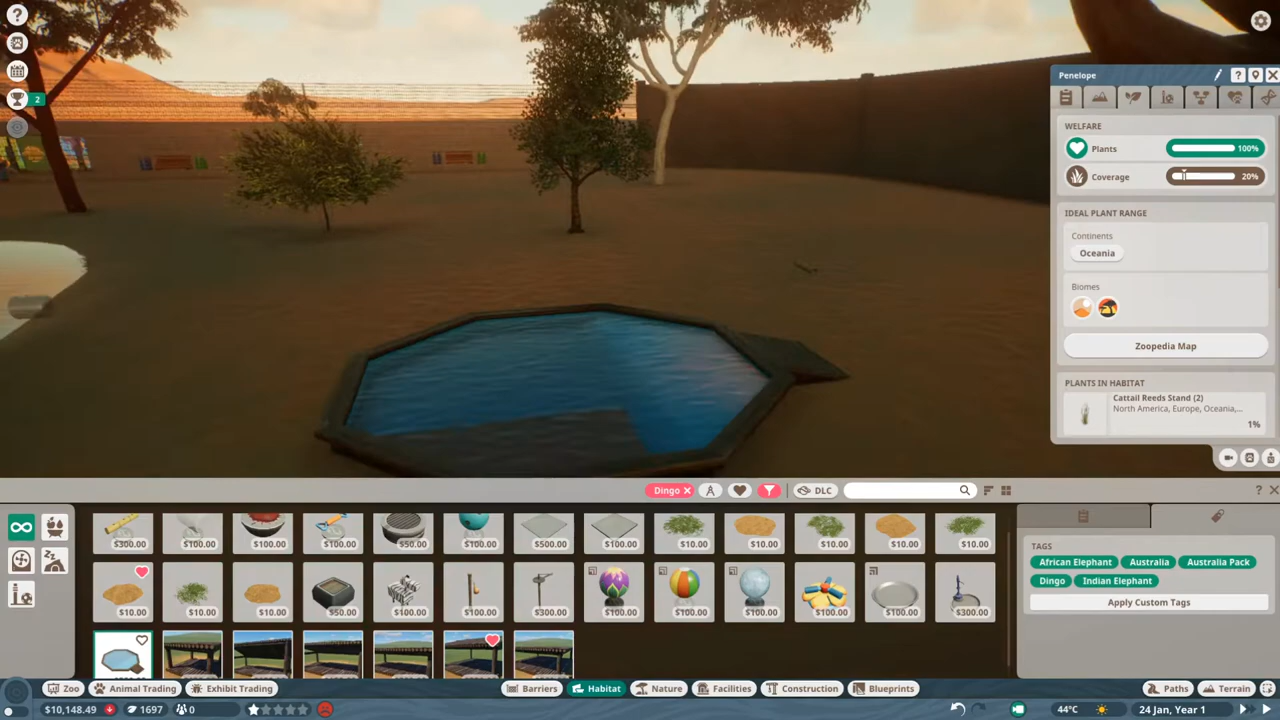 ?
2
Penelope
?
WELFARE
Plants 100%
Coverage 20%
IDEAL PLANT RANGE
Continents
Oceania
Biomes
Zoopedia Map
PLANTS IN HABITAT
Cattail Reeds Stand (2)
North America, Europe, Oceania,...
1%
Dingo × DLC ?
$300.00 $100.00 $100.00 $100.00 $50.00 $100.00 $500.00 $100.00 $10.00 $10.00 $10.00 $10.00 $10.00
$10.00 $10.00 $10.00 $50.00 $100.00 $100.00 $300.00 $100.00 $100.00 $100.00 $100.00 $100.00 $300.00
TAGS
African Elephant Australia Australia Pack
Dingo Indian Elephant
Apply Custom Tags
Zoo Animal Trading Exhibit Trading Barriers Habitat Nature Facilities Construction Blueprints Paths Terrain
$10,148.49 1697 0 44°C 24 Jan, Year 1